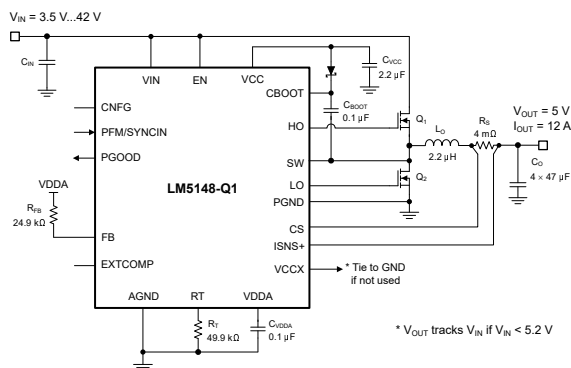 V_IN = 3.5 V...42 V
C_IN
VIN
EN
VCC
C_VCC
2.2 µF
CBOOT
C_BOOT
0.1 µF
CNFG
HO
Q_1
V_OUT = 5 V
I_OUT = 12 A
PFM/SYNCIN
L_O
R_S
4 mΩ
PGOOD
SW
2.2 µH
C_O
4 × 47 µF
VDDA
LM5148-Q1
LO
Q_2
PGND
R_FB
24.9 kΩ
CS
FB
ISNS+
EXTCOMP
VCCX
* Tie to GND
if not used
AGND
RT
VDDA
R_T
49.9 kΩ
C_VDDA
0.1 µF
* V_OUT tracks V_IN if V_IN < 5.2 V